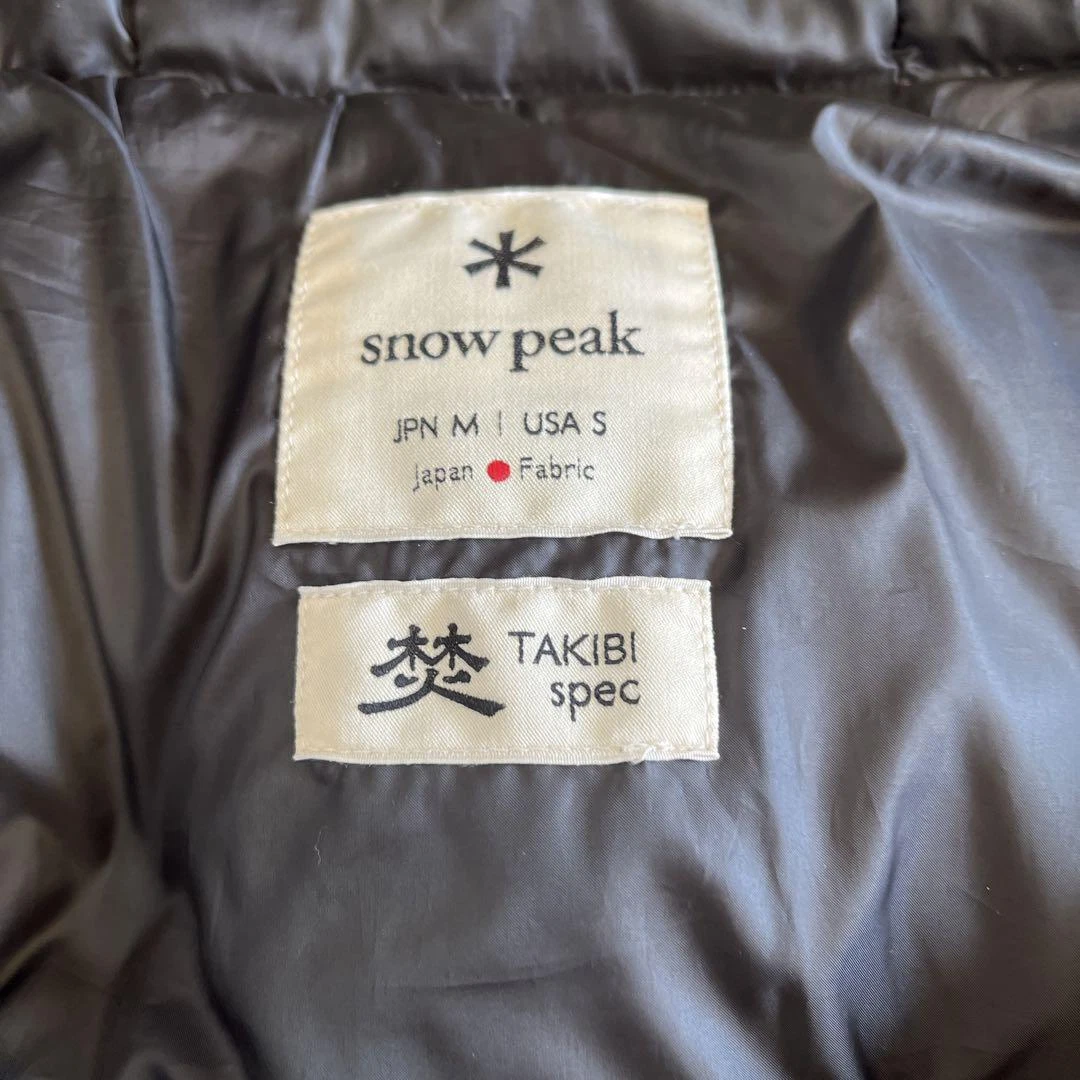 snow peak
JPN M | USA S
Japan ● Fabric
焚 TAKIBI
spec